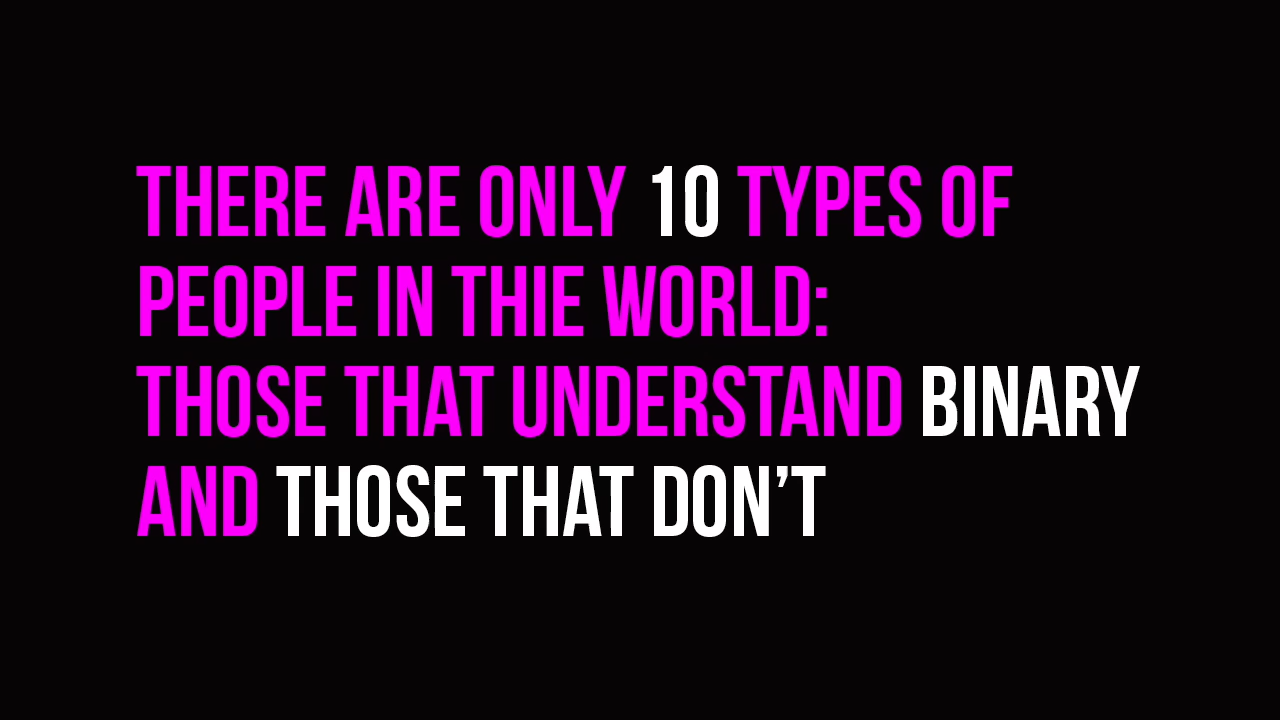 THERE ARE ONLY 10 TYPES OF
PEOPLE IN THIE WORLD:
THOSE THAT UNDERSTAND BINARY
AND THOSE THAT DON’T